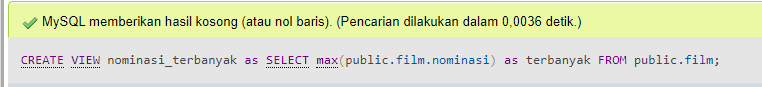 MySQL memberikan hasil kosong (atau nol baris). (Pencarian dilakukan dalam 0,0036 detik.)
CREATE VIEW nominasi_terbanyak as SELECT max(public.film.nominasi) as terbanyak FROM public.film;